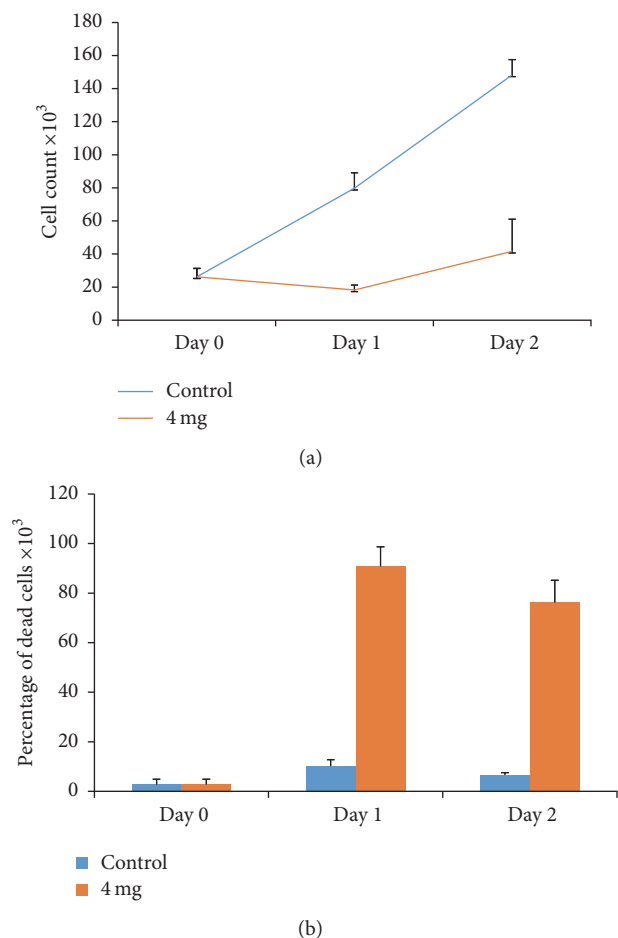 180
160
140
120
100
80
60
40
20
0
Cell count ×10³
Day 0 Day 1 Day 2
Control
4 mg
(a)
120
100
80
60
40
20
0
Percentage of dead cells ×10³
Day 0 Day 1 Day 2
Control
4 mg
(b)